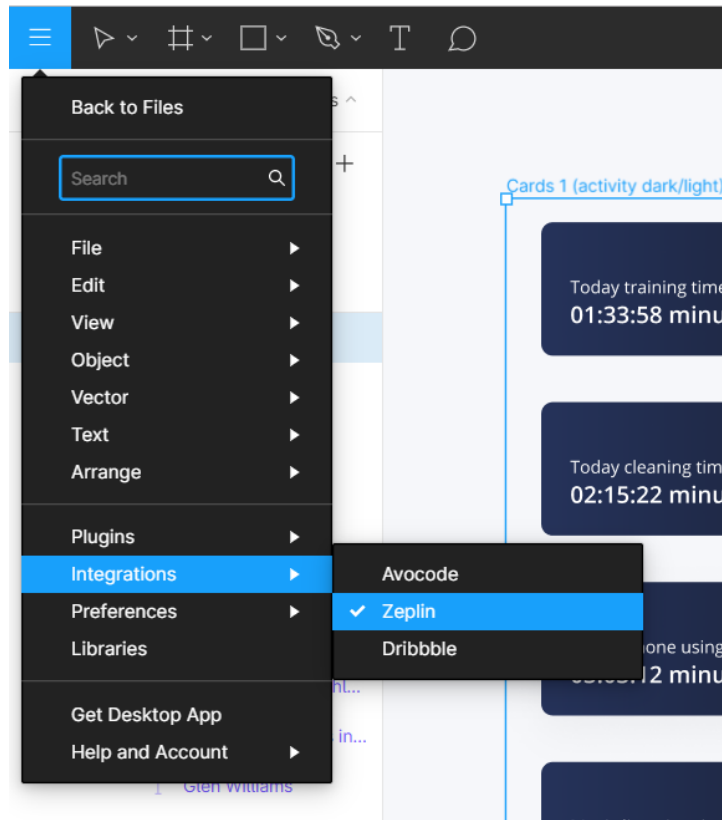 Back to Files
Search
File
Edit
View
Object
Vector
Text
Arrange
Plugins
Integrations
Preferences
Libraries
Get Desktop App
Help and Account
Avocode
Zeplin
Dribbble
in...
Glen Williams
Cards 1 (activity dark/light)
Today training time
01:33:58 minu
Today cleaning tim
02:15:22 minu
one using
12 minu